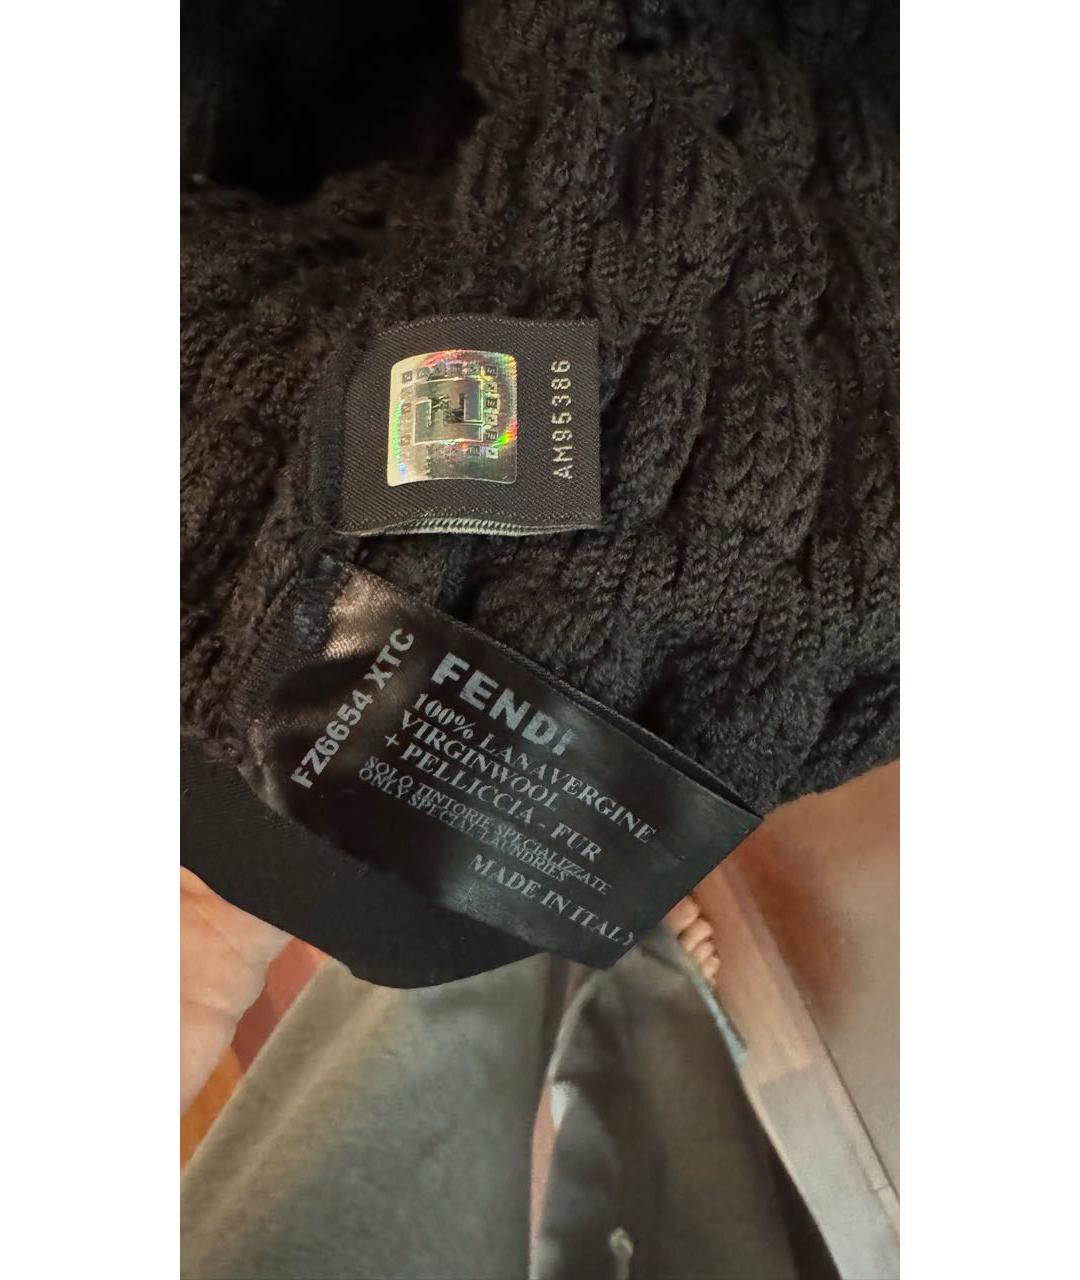 AM95386
FZ6654 XTC
FENDI
100% LANAVERGINE
VIRGINWOOL
+ PELLICCIA - FUR
SOLO TINTORIE SPECIALIZZATE
ONLY SPECIAL LAUNDRIES
MADE IN ITALY